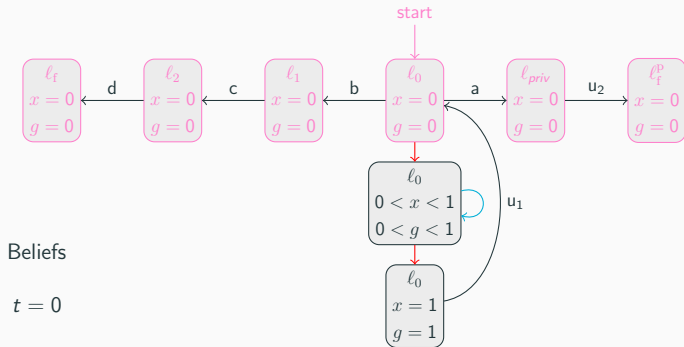 start
ℓf
x = 0
g = 0
d
ℓ2
x = 0
g = 0
c
ℓ1
x = 0
g = 0
b
ℓ0
x = 0
g = 0
a
ℓpriv
x = 0
g = 0
u2
ℓfp
x = 0
g = 0
ℓ0
0 < x < 1
0 < g < 1
u1
ℓ0
x = 1
g = 1
Beliefs
t = 0